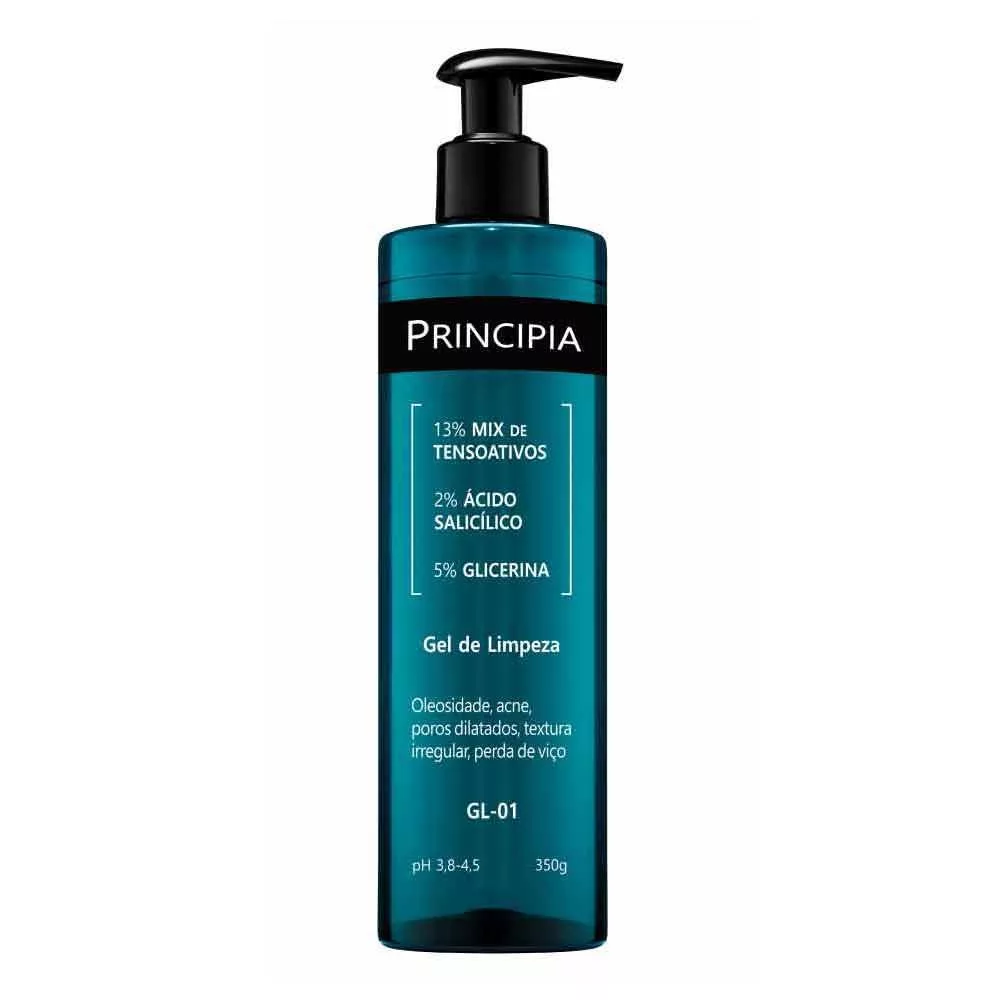 PRINCIPIA
13% MIX DE
TENSOATIVOS
2% ÁCIDO
SALICÍLICO
5% GLICERINA
Gel de Limpeza
Oleosidade, acne,
poros dilatados, textura
irregular, perda de viço
GL-01
pH 3,8-4,5 350g